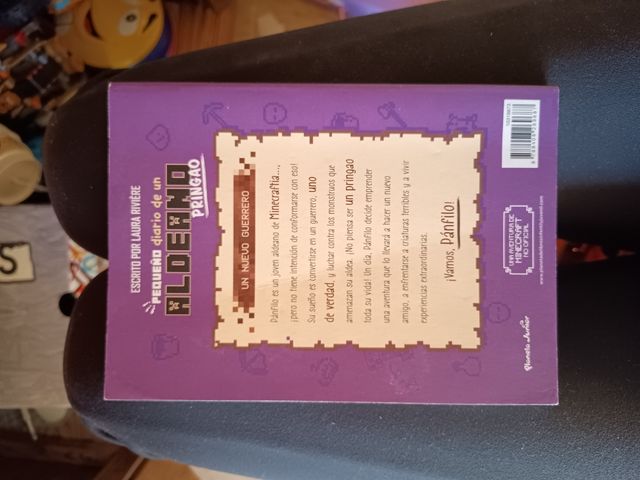 ESCRITO POR LAURA RIVIÈRE
PEQUEÑO diario de un
ALDEANO
PRINGAO
UN NUEVO GUERRERO
Pánfilo es un joven aldeano de Minecraftia...,
¡pero no tiene intención de conformarse con eso!
Su sueño es convertirse en un guerrero, uno
de verdad, y luchar contra los monstruos que
amenazan su aldea. ¡No piensa ser un pringao
toda su vida! Un día, Pánfilo decide emprender
una aventura que lo llevará a hacer un nuevo
amigo, a enfrentarse a criaturas terribles y a vivir
experiencias extraordinarias.
¡Vamos, Pánfilo!
UNA AVENTURA DE
MINECRAFT
NO OFICIAL
www.planetadelibrosinfantilyjuvenil.com
Planeta Junior
S